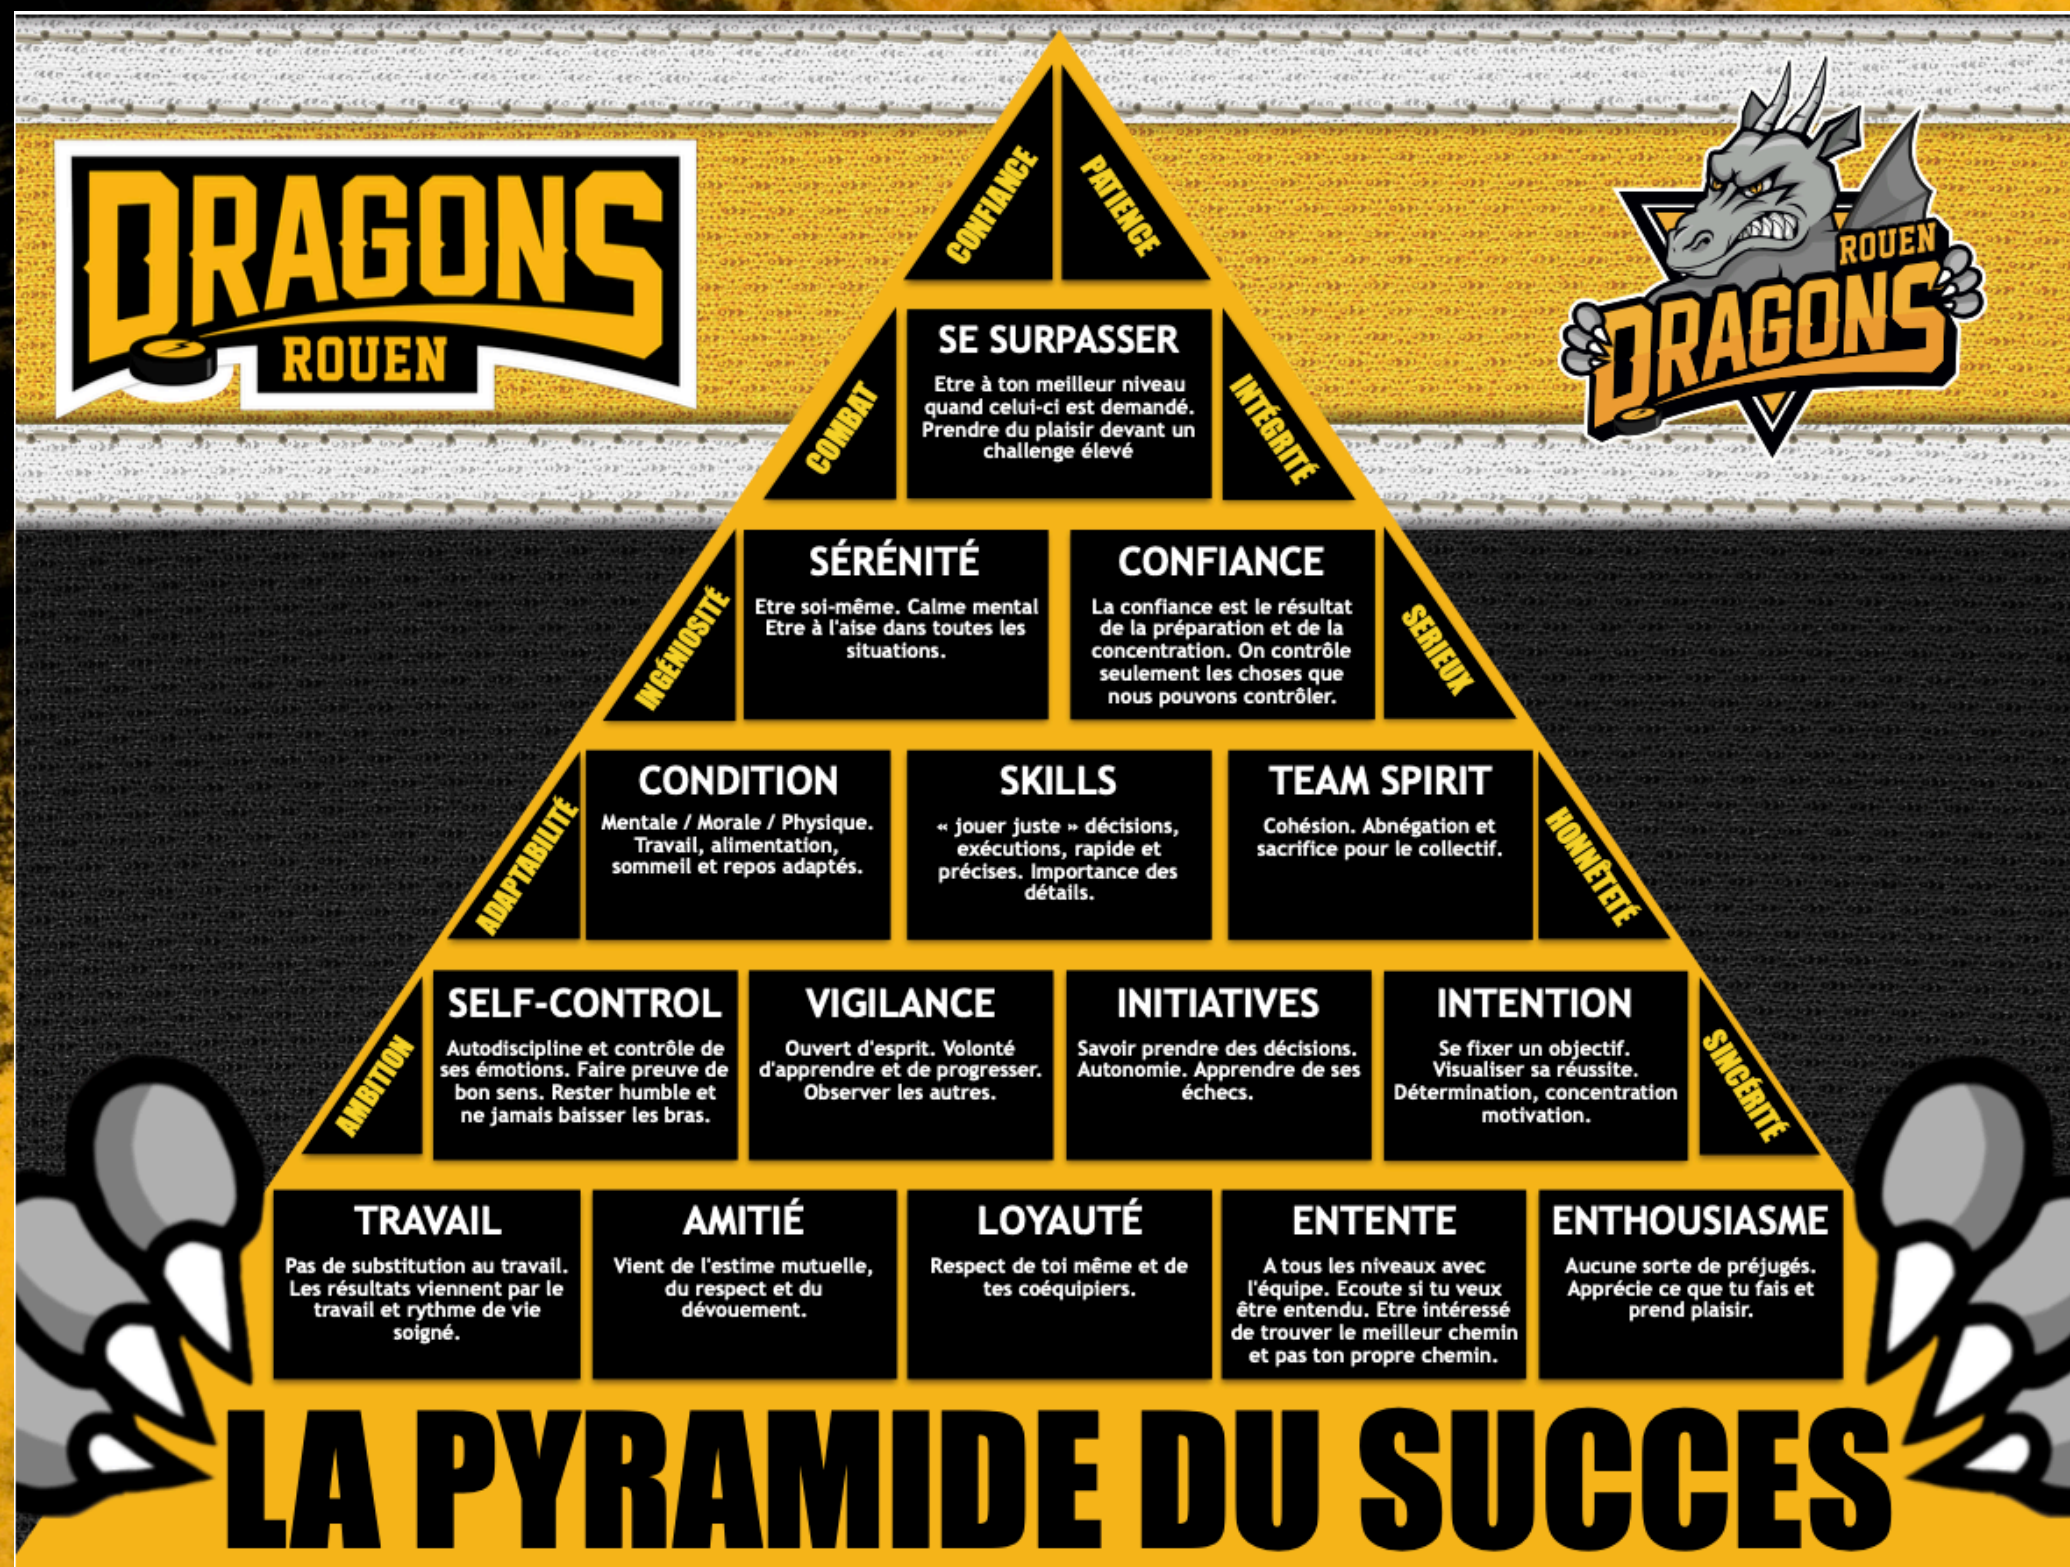 DRAGONS
ROUEN
ROUEN
DRAGONS
CONFIANCE
PATIENCE
COMBAT
SE SURPASSER
Etre à ton meilleur niveau
quand celui-ci est demandé.
Prendre du plaisir devant un
challenge élevé
INTÉGRITÉ
INGÉNIOSITÉ
SÉRÉNITÉ
Etre soi-même. Calme mental
Etre à l'aise dans toutes les
situations.
CONFIANCE
La confiance est le résultat
de la préparation et de la
concentration. On contrôle
seulement les choses que
nous pouvons contrôler.
SERIEUX
ADAPTABILITÉ
CONDITION
Mentale / Morale / Physique.
Travail, alimentation,
sommeil et repos adaptés.
SKILLS
« jouer juste » décisions,
exécutions, rapide et
précises. Importance des
détails.
TEAM SPIRIT
Cohésion. Abnégation et
sacrifice pour le collectif.
HONNÊTETÉ
AMBITION
SELF-CONTROL
Autodiscipline et contrôle de
ses émotions. Faire preuve de
bon sens. Rester humble et
ne jamais baisser les bras.
VIGILANCE
Ouvert d'esprit. Volonté
d'apprendre et de progresser.
Observer les autres.
INITIATIVES
Savoir prendre des décisions.
Autonomie. Apprendre de ses
échecs.
INTENTION
Se fixer un objectif.
Visualiser sa réussite.
Détermination, concentration
motivation.
SINCÉRITÉ
TRAVAIL
Pas de substitution au travail.
Les résultats viennent par le
travail et rythme de vie
soigné.
AMITIÉ
Vient de l'estime mutuelle,
du respect et du
dévouement.
LOYAUTÉ
Respect de toi même et de
tes coéquipiers.
ENTENTE
A tous les niveaux avec
l'équipe. Ecoute si tu veux
être entendu. Etre intéressé
de trouver le meilleur chemin
et pas ton propre chemin.
ENTHOUSIASME
Aucune sorte de préjugés.
Apprécie ce que tu fais et
prend plaisir.
LA PYRAMIDE DU SUCCES